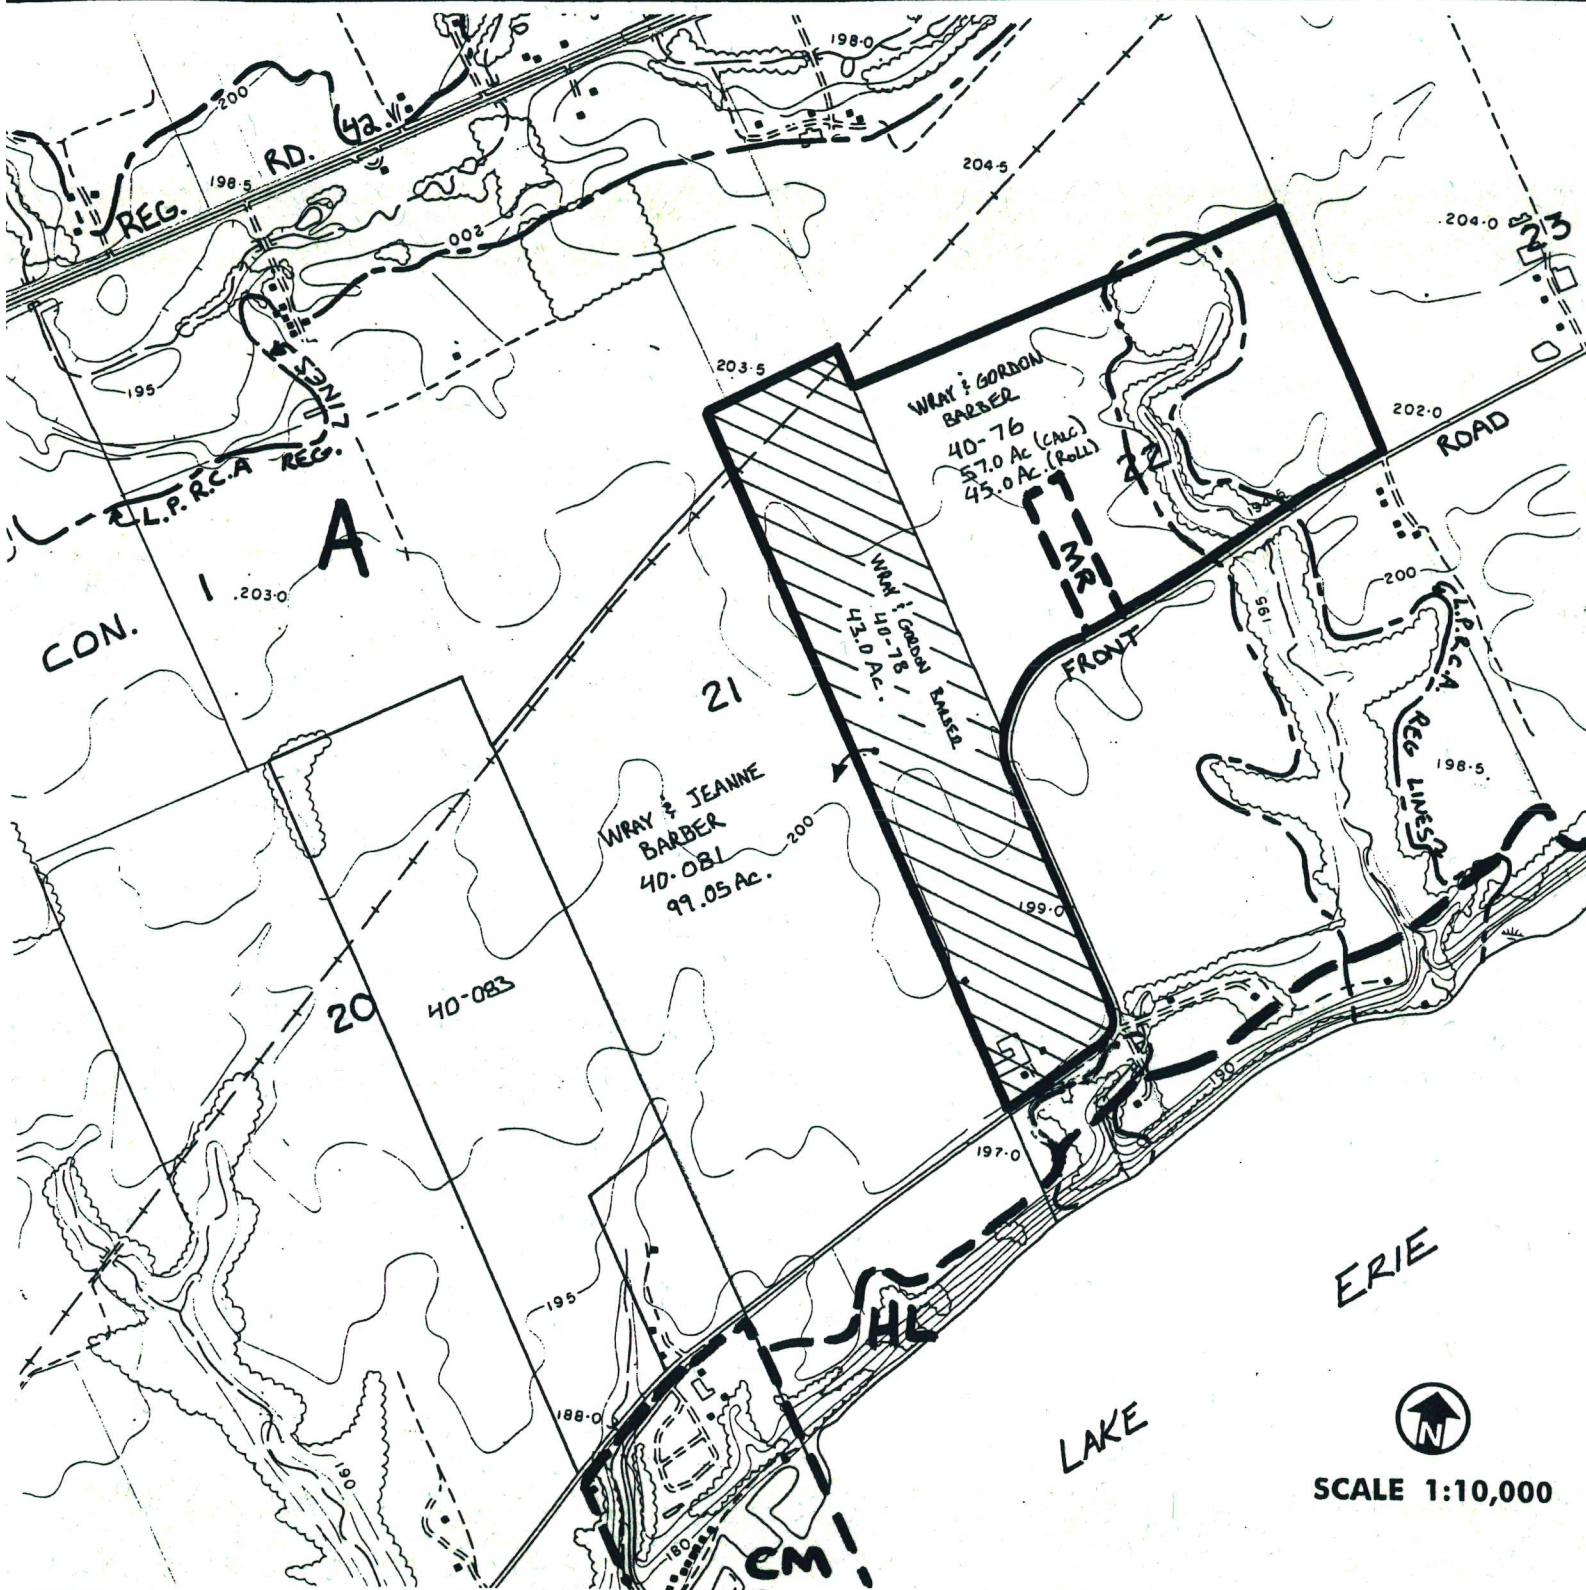 198.0
200
42
RD.
198.5
REG.
204.5
204.0
23
200
203.5
195
LINES
WRAY & GORDON
BARBER
40-76
57.0 Ac (CALC)
45.0 Ac. (ROLL)
202.0
ROAD
L.P.R.C.A REG.
22
194.5
A
MR
1
203.0
CON.
WRAY & GORDON BARBER
40-78
43.0 Ac.
200
195
FRONT
L.P.R.C.A.
REG LINES
21
198.5
WRAY & JEANNE
BARBER
40-081
99.05 Ac.
200
199.0
20
40-083
190
197.0
ERIE
195
HL
LAKE
188.0
N
190
SCALE 1:10,000
180
CM